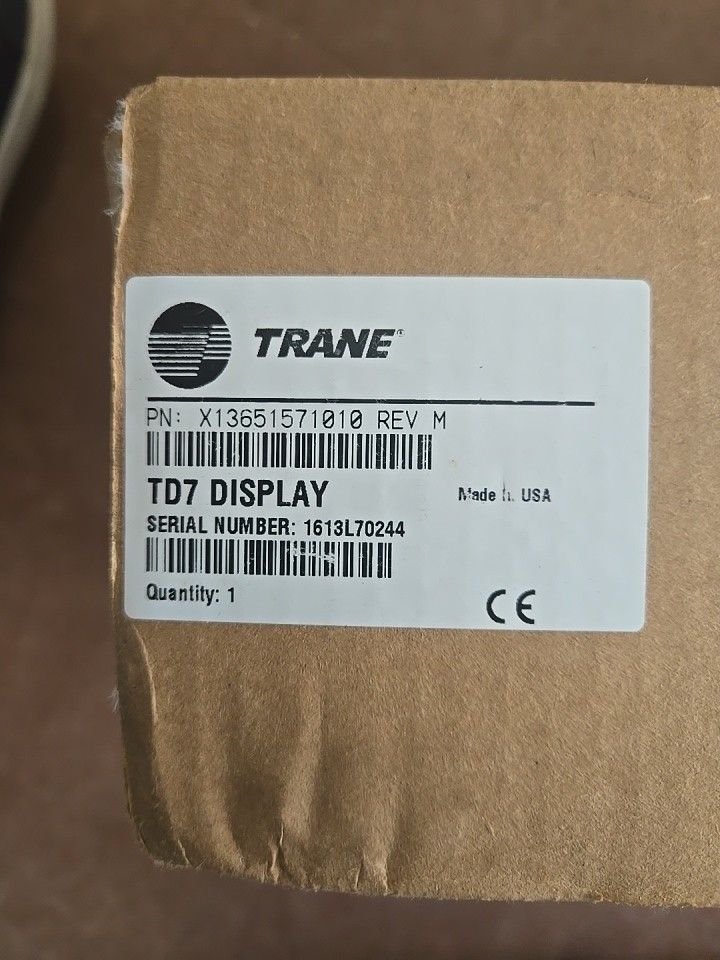 TRANE®
PN: X13651571010 REV M
TD7 DISPLAY
Made In USA
SERIAL NUMBER: 1613L70244
Quantity: 1
CE